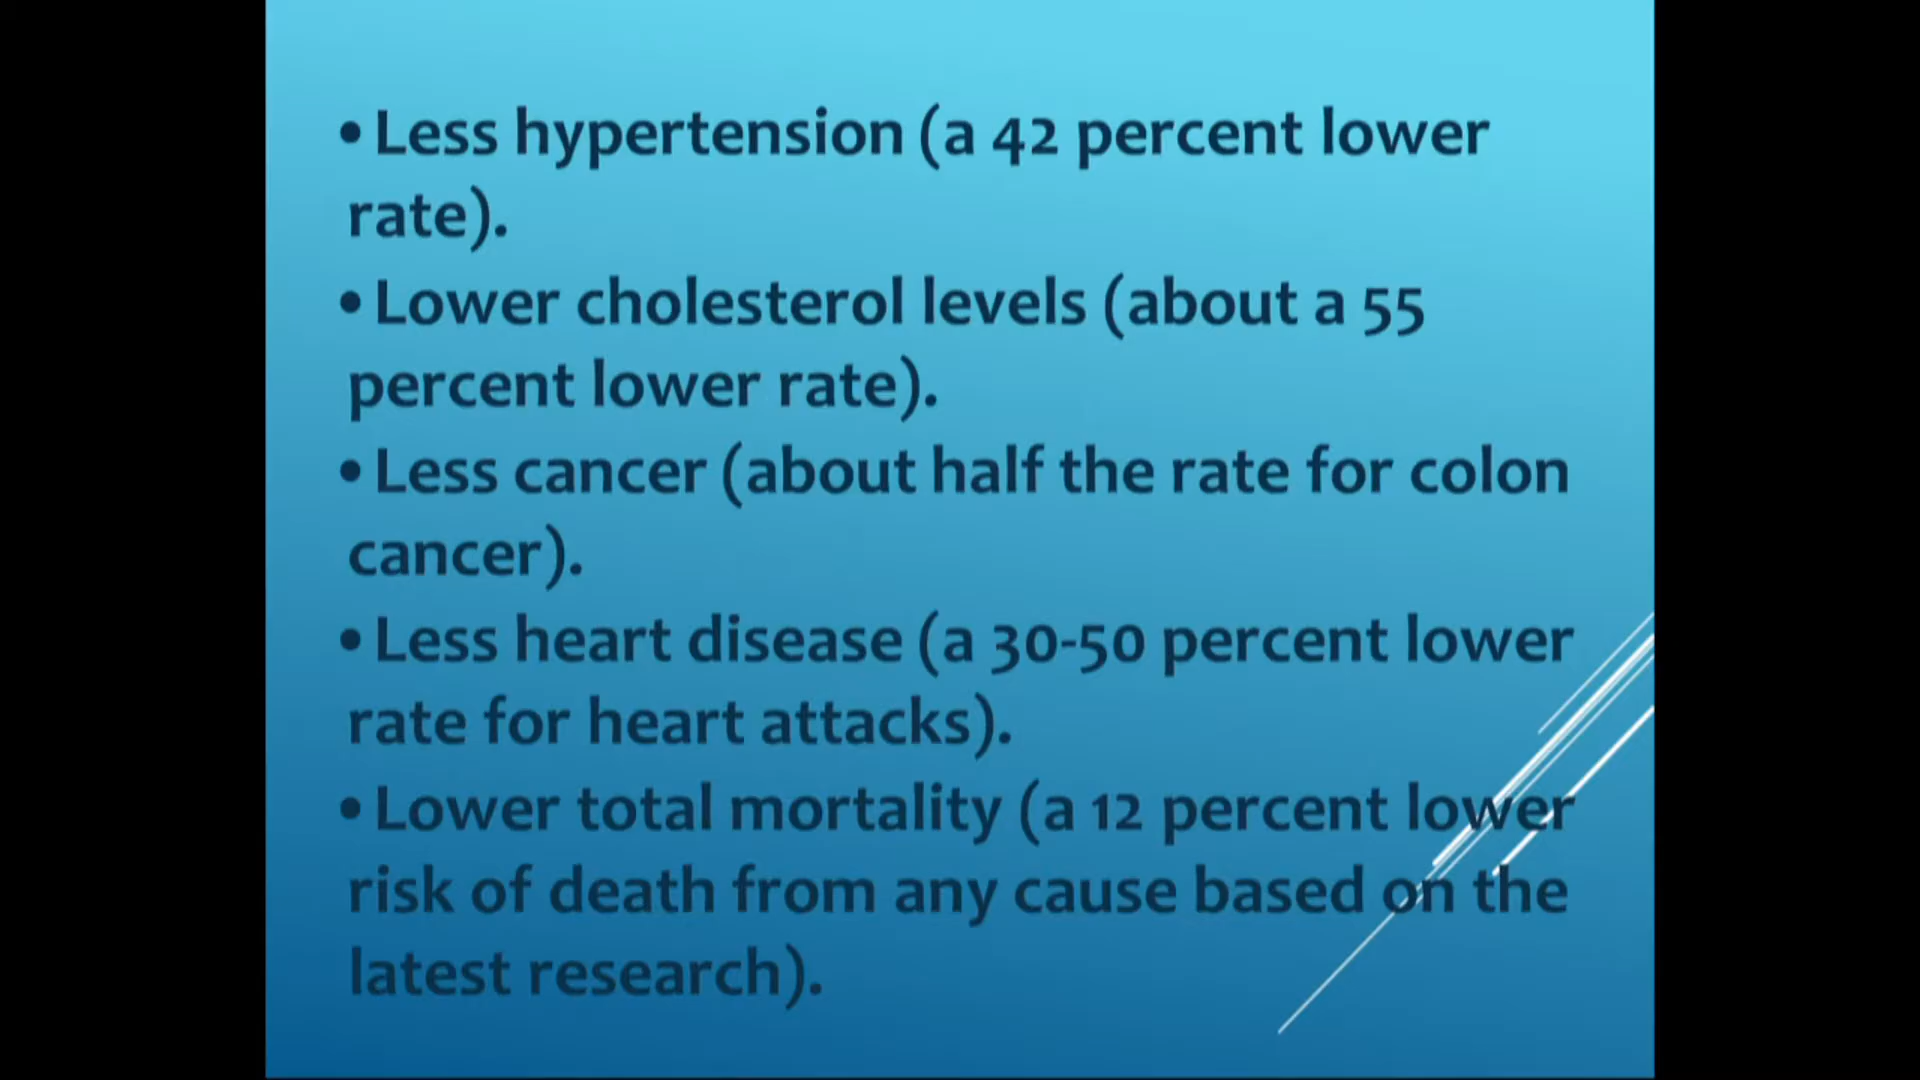 • Less hypertension (a 42 percent lower
rate).
• Lower cholesterol levels (about a 55
percent lower rate).
• Less cancer (about half the rate for colon
cancer).
• Less heart disease (a 30-50 percent lower
rate for heart attacks).
• Lower total mortality (a 12 percent lower
risk of death from any cause based on the
latest research).